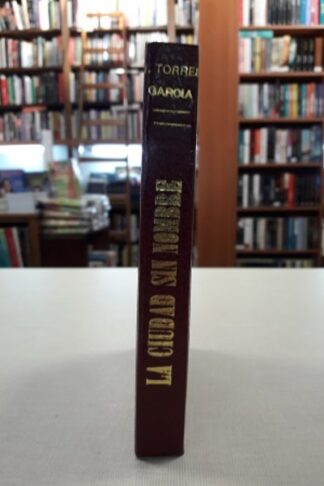 . TORRES
GARCIA
LA CIUDAD SIN NOMBRE